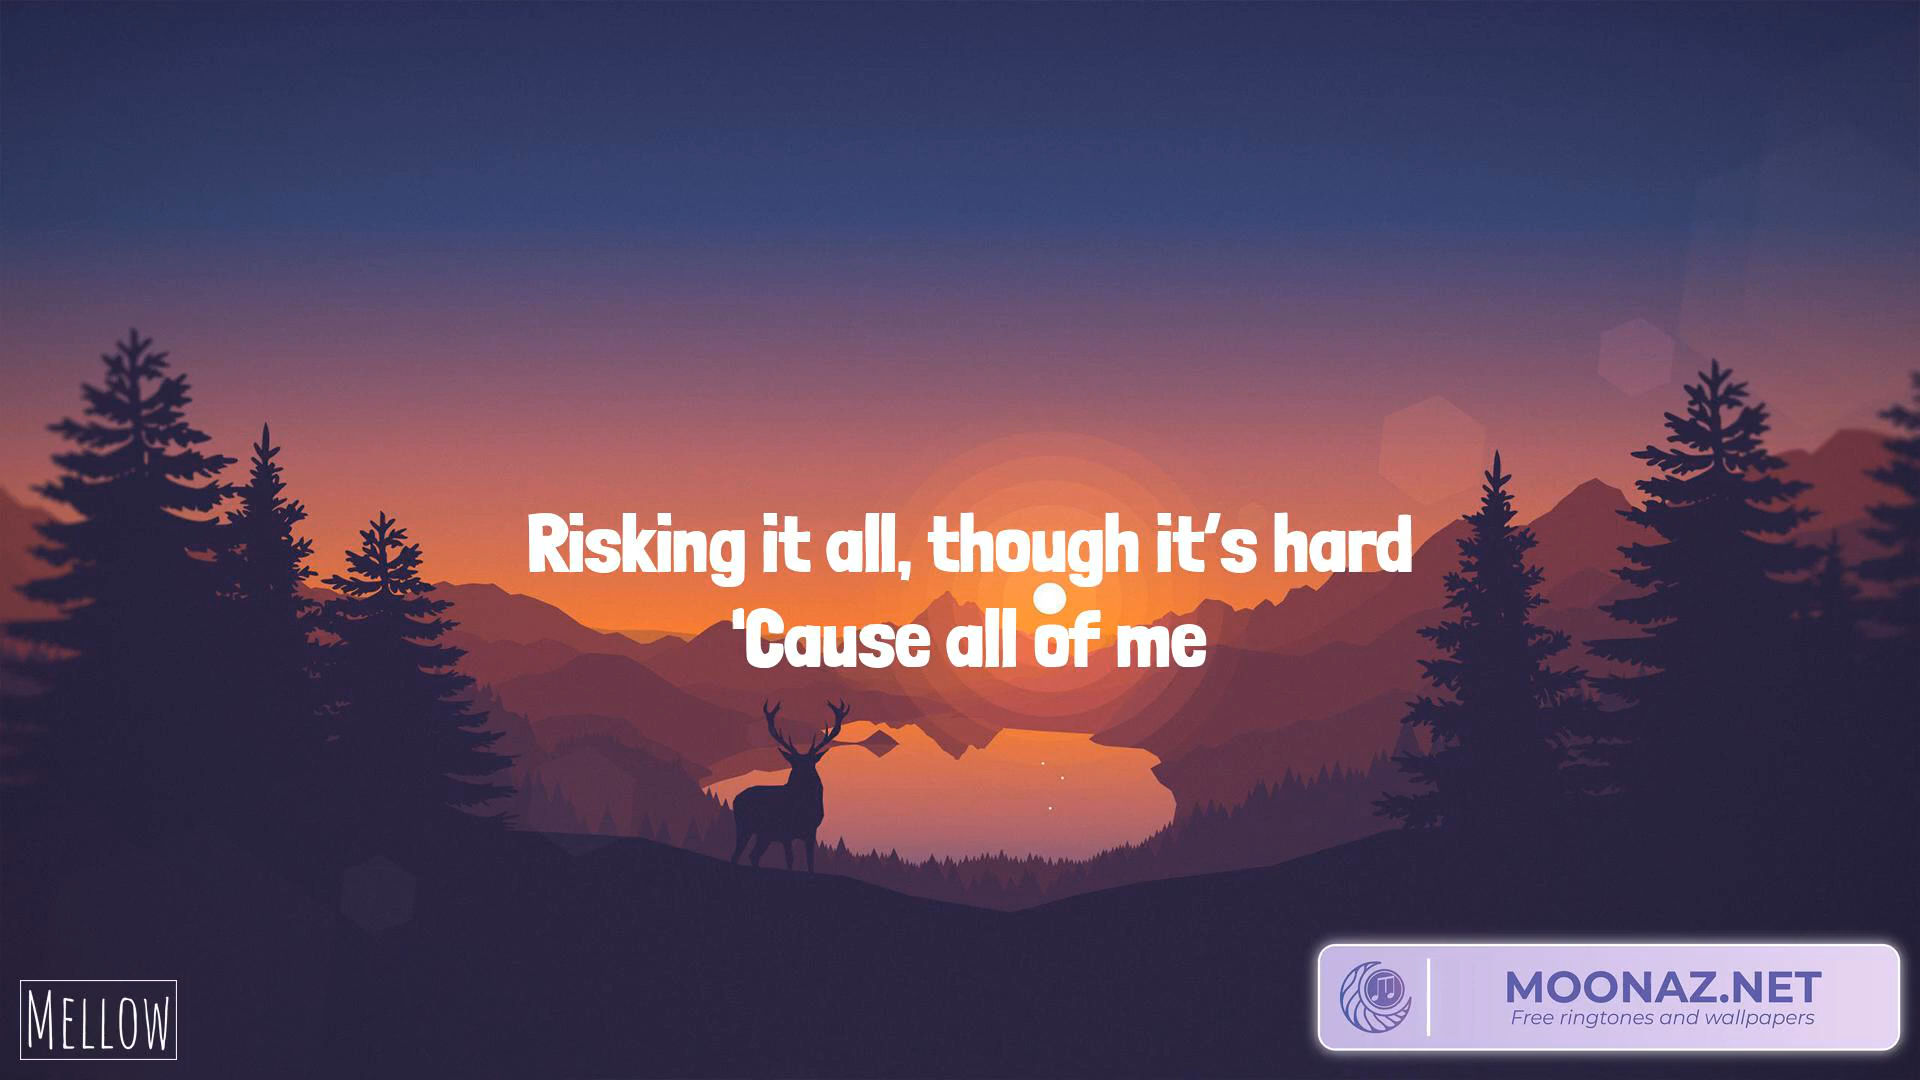 Risking it all, though it's hard
'Cause all of me
MELLOW
MOONAZ.NET
Free ringtones and wallpapers